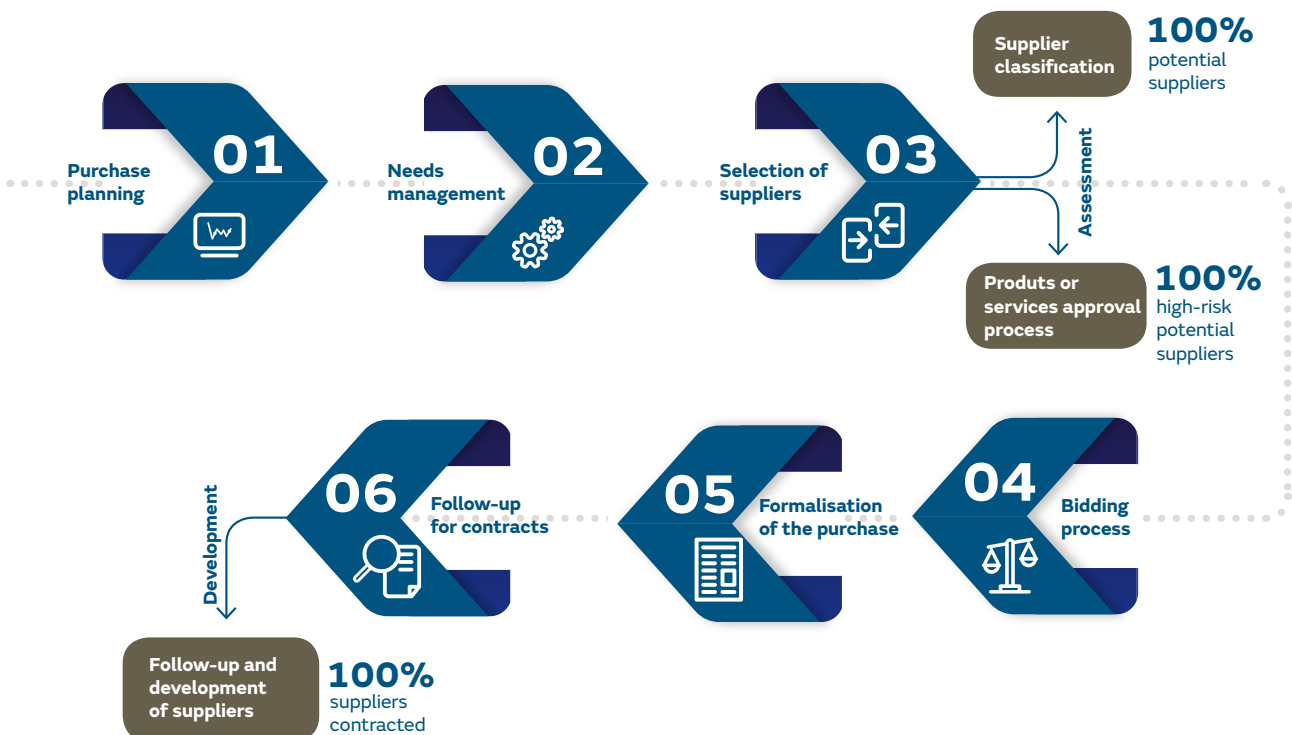 01
Purchase
planning
02
Needs
management
03
Selection of
suppliers
Assessment
Supplier
classification
100%
potential
suppliers
Produts or
services approval
process
100%
high-risk
potential
suppliers
04
Bidding
process
05
Formalisation
of the purchase
06
Follow-up
for contracts
Development
Follow-up and
development
of suppliers
100%
suppliers
contracted